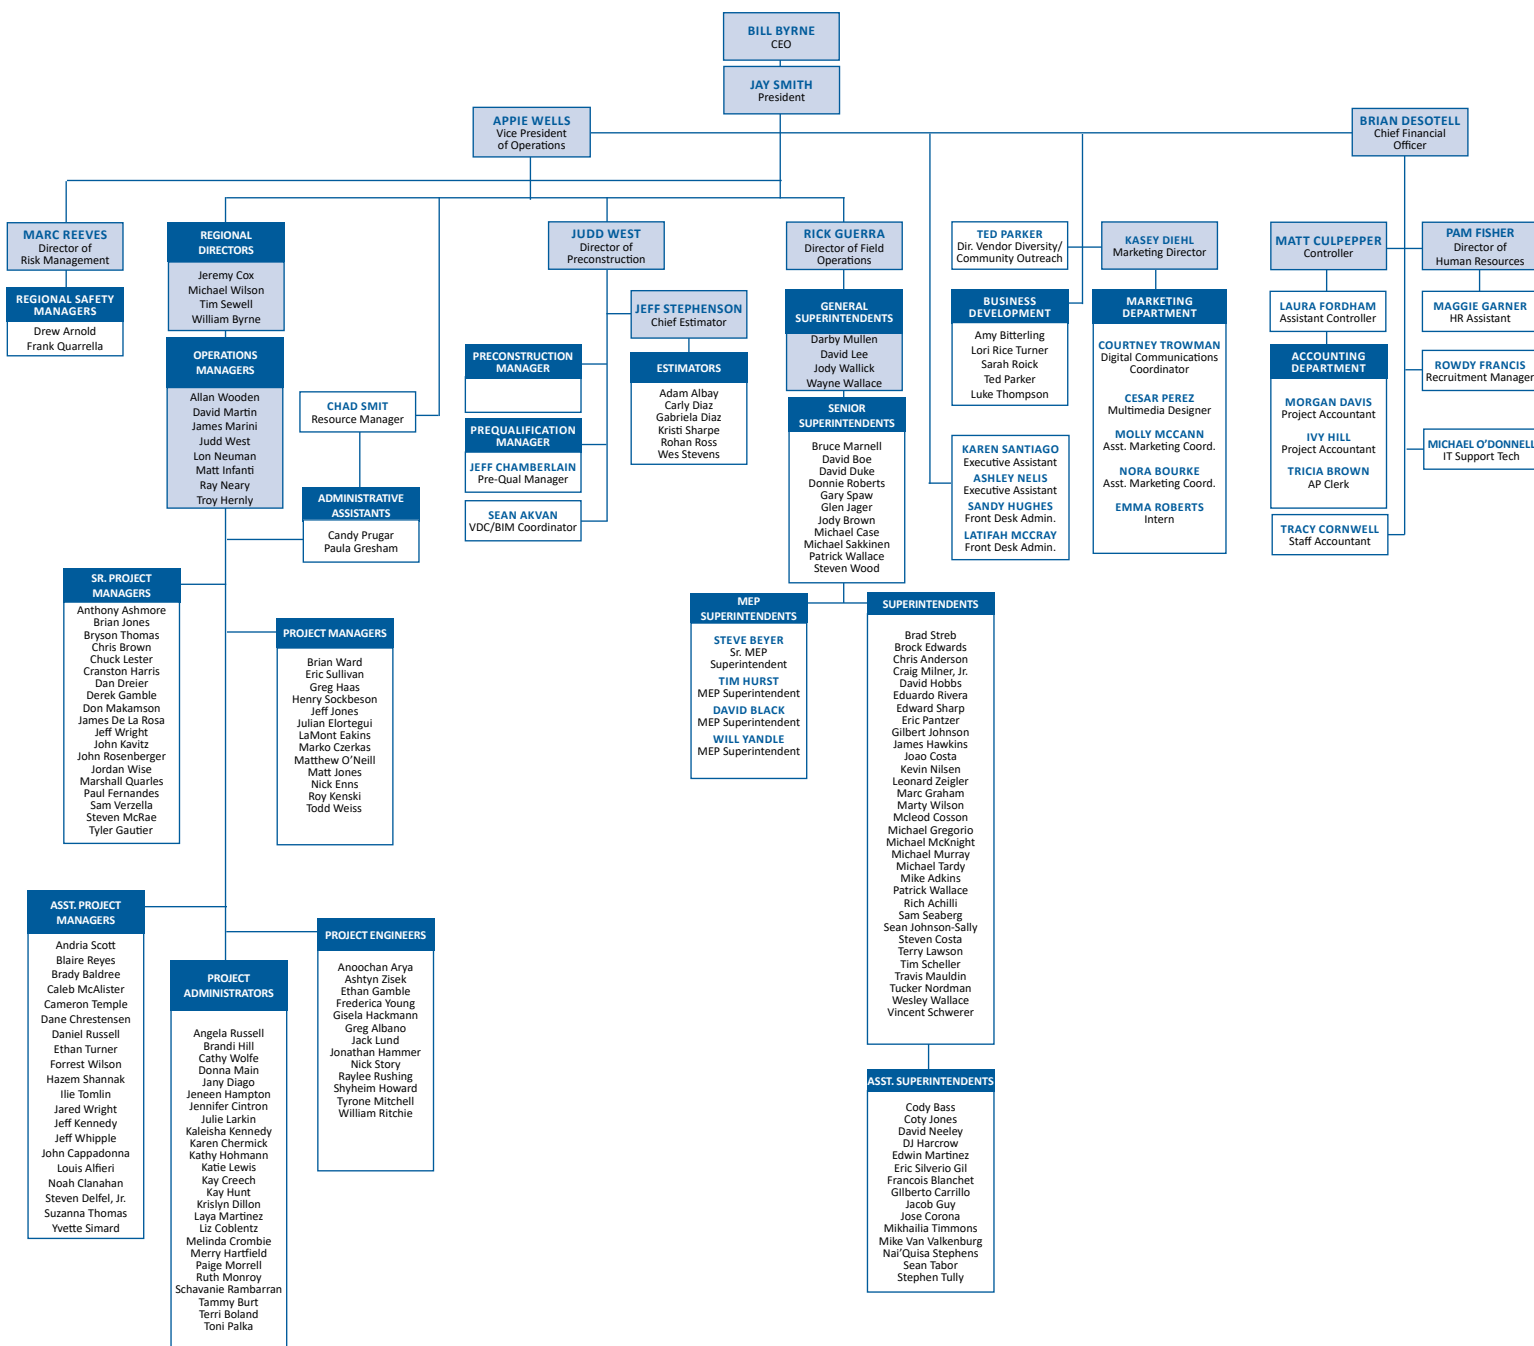 BILL BYRNE
CEO
JAY SMITH
President
APPIE WELLS
Vice President
of Operations
BRIAN DESOTELL
Chief Financial
Officer
MARC REEVES
Director of
Risk Management
REGIONAL SAFETY
MANAGERS
Drew Arnold
Frank Quarrella
REGIONAL
DIRECTORS
Jeremy Cox
Michael Wilson
Tim Sewell
William Byrne
OPERATIONS
MANAGERS
Allan Wooden
David Martin
James Marini
Judd West
Lon Neuman
Matt Infanti
Ray Neary
Troy Hernly
CHAD SMIT
Resource Manager
ADMINISTRATIVE
ASSISTANTS
Candy Prugar
Paula Gresham
JUDD WEST
Director of
Preconstruction
JEFF STEPHENSON
Chief Estimator
PRECONSTRUCTION
MANAGER
PREQUALIFICATION
MANAGER
JEFF CHAMBERLAIN
Pre-Qual Manager
SEAN AKVAN
VDC/BIM Coordinator
ESTIMATORS
Adam Albay
Carly Diaz
Gabriela Diaz
Kristi Sharpe
Rohan Ross
Wes Stevens
RICK GUERRA
Director of Field
Operations
GENERAL
SUPERINTENDENTS
Darby Mullen
David Lee
Jody Wallick
Wayne Wallace
SENIOR
SUPERINTENDENTS
Bruce Marnell
David Boe
David Duke
Donnie Roberts
Gary Spaw
Glen Jager
Jody Brown
Michael Case
Michael Sakkinen
Patrick Wallace
Steven Wood
TED PARKER
Dir. Vendor Diversity/
Community Outreach
BUSINESS
DEVELOPMENT
Amy Bitterling
Lori Rice Turner
Sarah Roick
Ted Parker
Luke Thompson
KAREN SANTIAGO
Executive Assistant
ASHLEY NELIS
Executive Assistant
SANDY HUGHES
Front Desk Admin.
LATIFAH MCCRAY
Front Desk Admin.
KASEY DIEHL
Marketing Director
MARKETING
DEPARTMENT
COURTNEY TROWMAN
Digital Communications
Coordinator
CESAR PEREZ
Multimedia Designer
MOLLY MCCANN
Asst. Marketing Coord.
NORA BOURKE
Asst. Marketing Coord.
EMMA ROBERTS
Intern
MATT CULPEPPER
Controller
LAURA FORDHAM
Assistant Controller
ACCOUNTING
DEPARTMENT
MORGAN DAVIS
Project Accountant
IVY HILL
Project Accountant
TRICIA BROWN
AP Clerk
TRACY CORNWELL
Staff Accountant
PAM FISHER
Director of
Human Resources
MAGGIE GARNER
HR Assistant
ROWDY FRANCIS
Recruitment Manager
MICHAEL O'DONNELL
IT Support Tech
SR. PROJECT
MANAGERS
Anthony Ashmore
Brian Jones
Bryson Thomas
Chris Brown
Chuck Lester
Cranston Harris
Dan Dreier
Derek Gamble
Don Makamson
James De La Rosa
Jeff Wright
John Kavitz
John Rosenberger
Jordan Wise
Marshall Quarles
Paul Fernandes
Sam Verzella
Steven McRae
Tyler Gautier
PROJECT MANAGERS
Brian Ward
Eric Sullivan
Greg Haas
Henry Sockbeson
Jeff Jones
Julian Elortegui
LaMont Eakins
Marko Czerkas
Matthew O'Neill
Matt Jones
Nick Enns
Roy Kenski
Todd Weiss
MEP
SUPERINTENDENTS
STEVE BEYER
Sr. MEP
Superintendent
TIM HURST
MEP Superintendent
DAVID BLACK
MEP Superintendent
WILL YANDLE
MEP Superintendent
SUPERINTENDENTS
Brad Streb
Brock Edwards
Chris Anderson
Craig Milner, Jr.
David Hobbs
Eduardo Rivera
Edward Sharp
Eric Pantzer
Gilbert Johnson
James Hawkins
Joao Costa
Kevin Nilsen
Leonard Zeigler
Marc Graham
Marty Wilson
Mcleod Cosson
Michael Gregorio
Michael McKnight
Michael Murray
Michael Tardy
Mike Adkins
Patrick Wallace
Rich Achilli
Sam Seaberg
Sean Johnson-Sally
Steven Costa
Terry Lawson
Tim Scheller
Travis Mauldin
Tucker Nordman
Wesley Wallace
Vincent Schwerer
ASST. PROJECT
MANAGERS
Andria Scott
Blaire Reyes
Brady Baldree
Caleb McAlister
Cameron Temple
Dane Chrestensen
Daniel Russell
Ethan Turner
Forrest Wilson
Hazem Shannak
Ilie Tomlin
Jared Wright
Jeff Kennedy
Jeff Whipple
John Cappadonna
Louis Alfieri
Noah Clanahan
Steven Delfel, Jr.
Suzanna Thomas
Yvette Simard
PROJECT
ADMINISTRATORS
Angela Russell
Brandi Hill
Cathy Wolfe
Donna Main
Jany Diago
Jeneen Hampton
Jennifer Cintron
Julie Larkin
Kaleisha Kennedy
Karen Chermick
Kathy Hohmann
Katie Lewis
Kay Creech
Kay Hunt
Krislyn Dillon
Laya Martinez
Liz Coblentz
Melinda Crombie
Merry Hartfield
Paige Morrell
Ruth Monroy
Schavanie Rambarran
Tammy Burt
Terri Boland
Toni Palka
PROJECT ENGINEERS
Anoochan Arya
Ashtyn Zisek
Ethan Gamble
Frederica Young
Gisela Hackmann
Greg Albano
Jack Lund
Jonathan Hammer
Nick Story
Raylee Rushing
Shyheim Howard
Tyrone Mitchell
William Ritchie
ASST. SUPERINTENDENTS
Cody Bass
Coty Jones
David Neeley
DJ Harcrow
Edwin Martinez
Eric Silverio Gil
Francois Blanchet
GIlberto Carrillo
Jacob Guy
Jose Corona
Mikhailia Timmons
Mike Van Valkenburg
Nai'Quisa Stephens
Sean Tabor
Stephen Tully